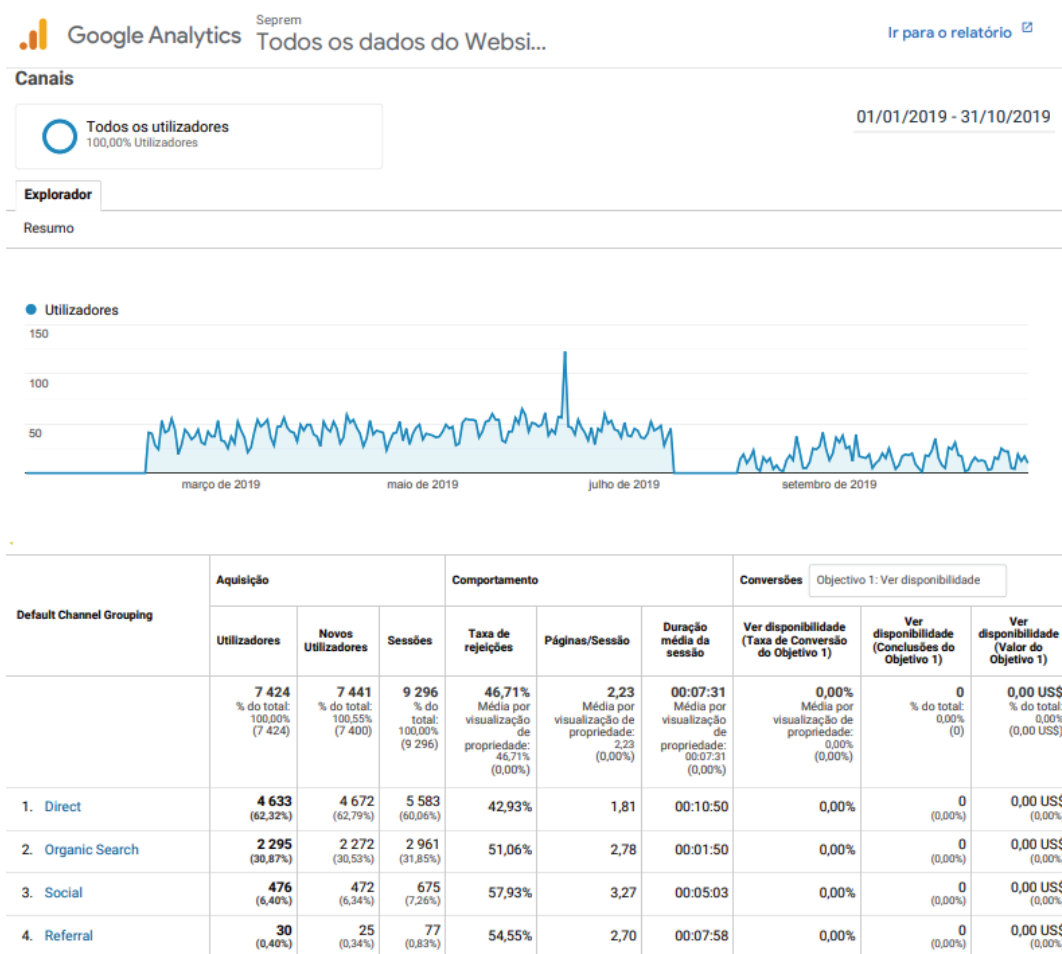 Google Analytics
Seprem
Todos os dados do Websi...
Ir para o relatório
Canais
Todos os utilizadores
100,00% Utilizadores
01/01/2019 - 31/10/2019
Explorador
Resumo
Utilizadores
150
100
50
março de 2019
maio de 2019
julho de 2019
setembro de 2019
Default Channel Grouping
Aquisição
Comportamento
Conversões
Objectivo 1: Ver disponibilidade
Utilizadores
Novos
Utilizadores
Sessões
Taxa de
rejeições
Páginas/Sessão
Duração
média da
sessão
Ver disponibilidade
(Taxa de Conversão
do Objetivo 1)
Ver
disponibilidade
(Conclusões do
Objetivo 1)
Ver
disponibilidade
(Valor do
Objetivo 1)
7 424
% do total:
100,00%
(7 424)
7 441
% do total:
100,55%
(7 400)
9 296
% do
total:
100,00%
(9 296)
46,71%
Média por
visualização
de
propriedade:
46,71%
(0,00%)
2,23
Média por
visualização de
propriedade:
2,23
(0,00%)
00:07:31
Média por
visualização
de
propriedade:
00:07:31
(0,00%)
0,00%
Média por
visualização de
propriedade:
0,00%
(0,00%)
0
% do total:
0,00%
(0)
0,00 US$
% do total:
0,00%
(0,00 US$)
1. Direct
4 633
(62,32%)
4 672
(62,79%)
5 583
(60,06%)
42,93%
1,81
00:10:50
0,00%
0
(0,00%)
0,00 US$
(0,00%
2. Organic Search
2 295
(30,87%)
2 272
(30,53%)
2 961
(31,85%)
51,06%
2,78
00:01:50
0,00%
0
(0,00%)
0,00 US$
(0,00%
3. Social
476
(6,40%)
472
(6,34%)
675
(7,26%)
57,93%
3,27
00:05:03
0,00%
0
(0,00%)
0,00 US$
(0,00%
4. Referral
30
(0,40%)
25
(0,34%)
77
(0,83%)
54,55%
2,70
00:07:58
0,00%
0
(0,00%)
0,00 US$
(0,00%